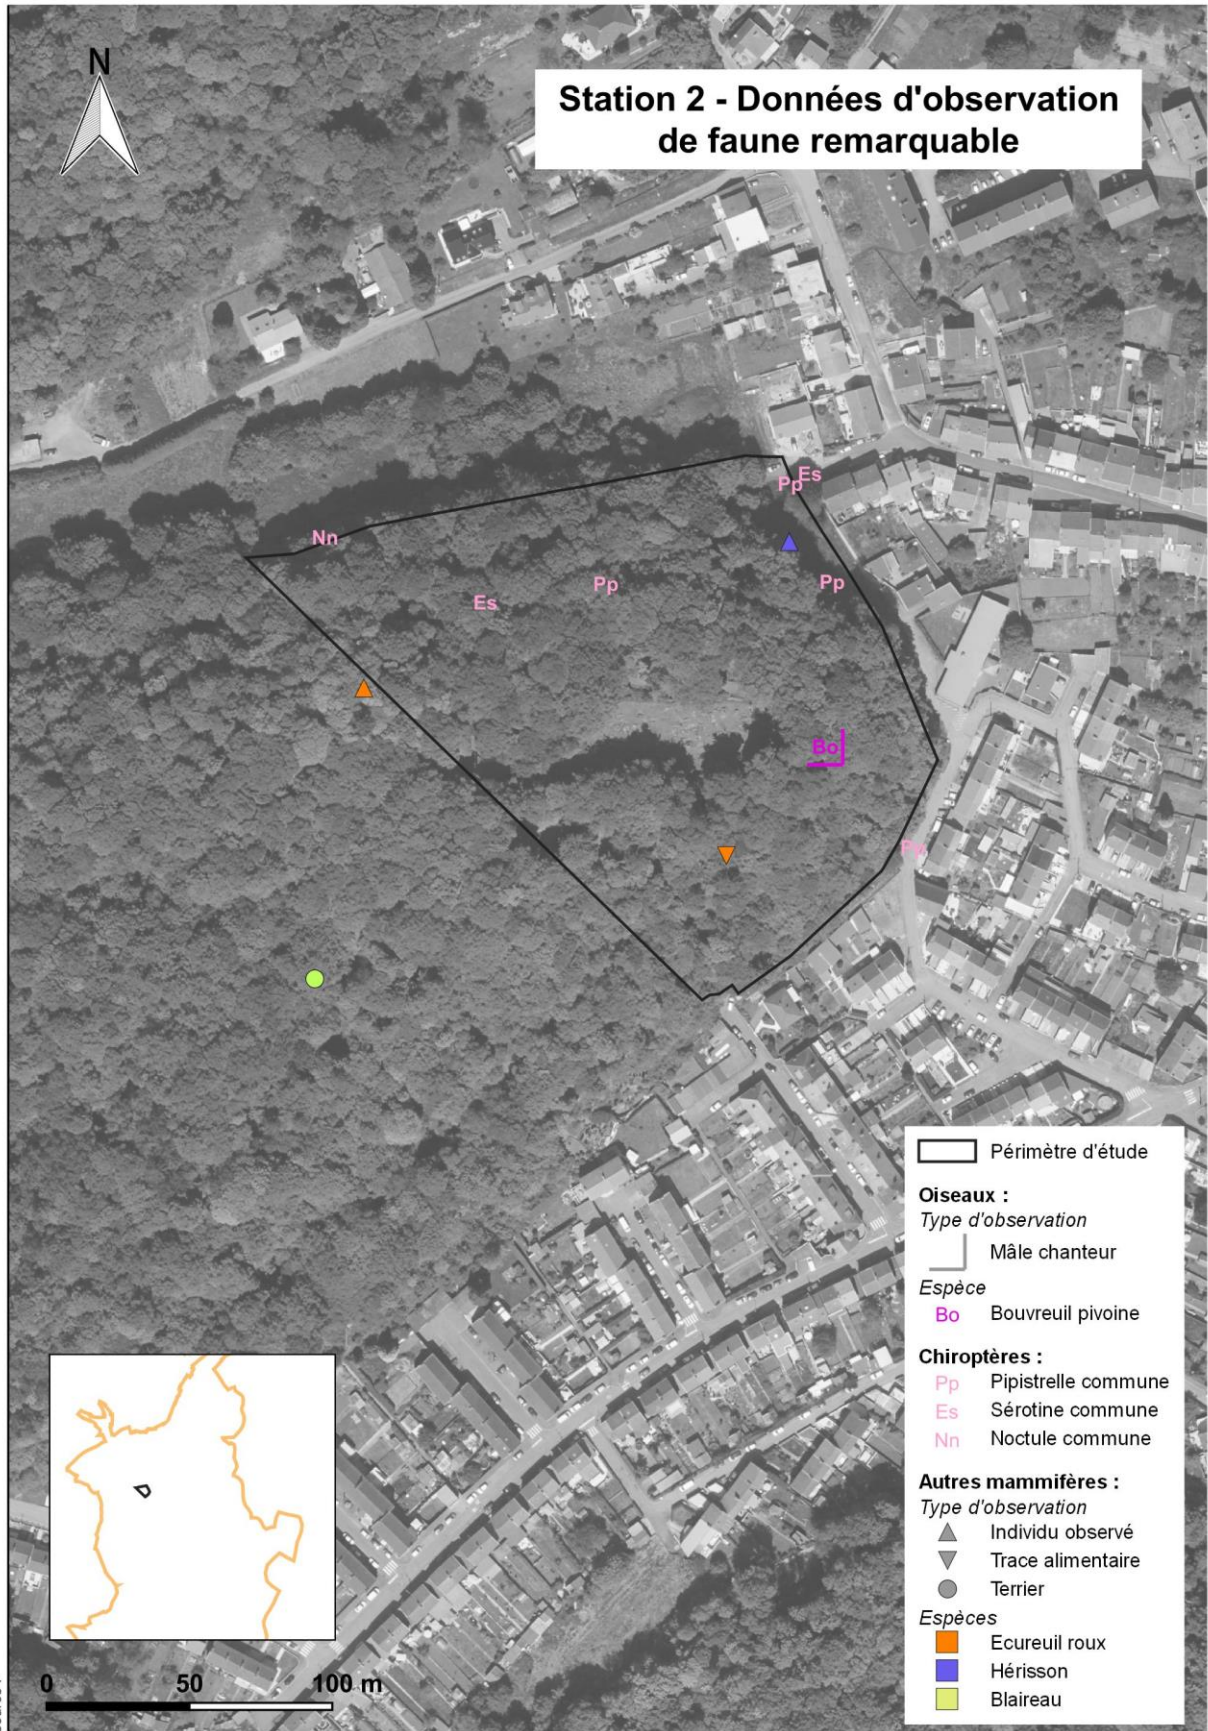 N
Station 2 - Données d'observation
de faune remarquable
Es
Pp
Nn
Pp
Pp
Es
Bo
Pp
Périmètre d'étude
Oiseaux :
Type d'observation
Mâle chanteur
Espèce
Bo Bouvreuil pivoine
Chiroptères :
Pp Pipistrelle commune
Es Sérotine commune
Nn Noctule commune
Autres mammifères :
Type d'observation
Individu observé
Trace alimentaire
Terrier
Espèces
Ecureuil roux
Hérisson
Blaireau
0 50 100 m